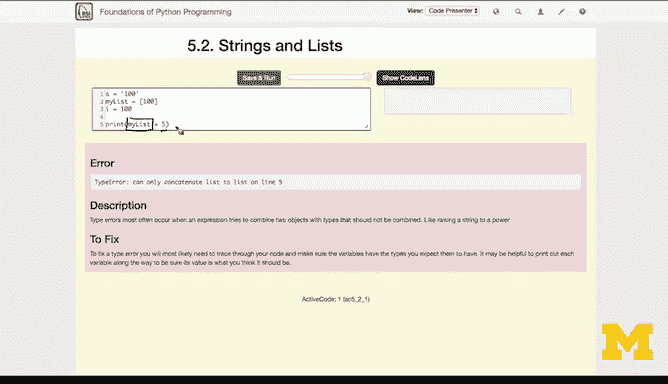 Foundations of Python Programming
View: Code Presenter
5.2. Strings and Lists
Save & Run
Show CodeLens
1 s = '100'
2 myList = [100]
3 i = 100
4
5 print(myList + 5)
Error
TypeError: can only concatenate list to list on line 5
Description
Type errors most often occur when an expression tries to combine two objects with types that should not be combined. Like raising a string to a power
To Fix
To fix a type error you will most likely need to trace through your code and make sure the variables have the types you expect them to have. It may be helpful to print out each
variable along the way to be sure its value is what you think it should be.
ActiveCode: 1 (ac5_2_1)
M